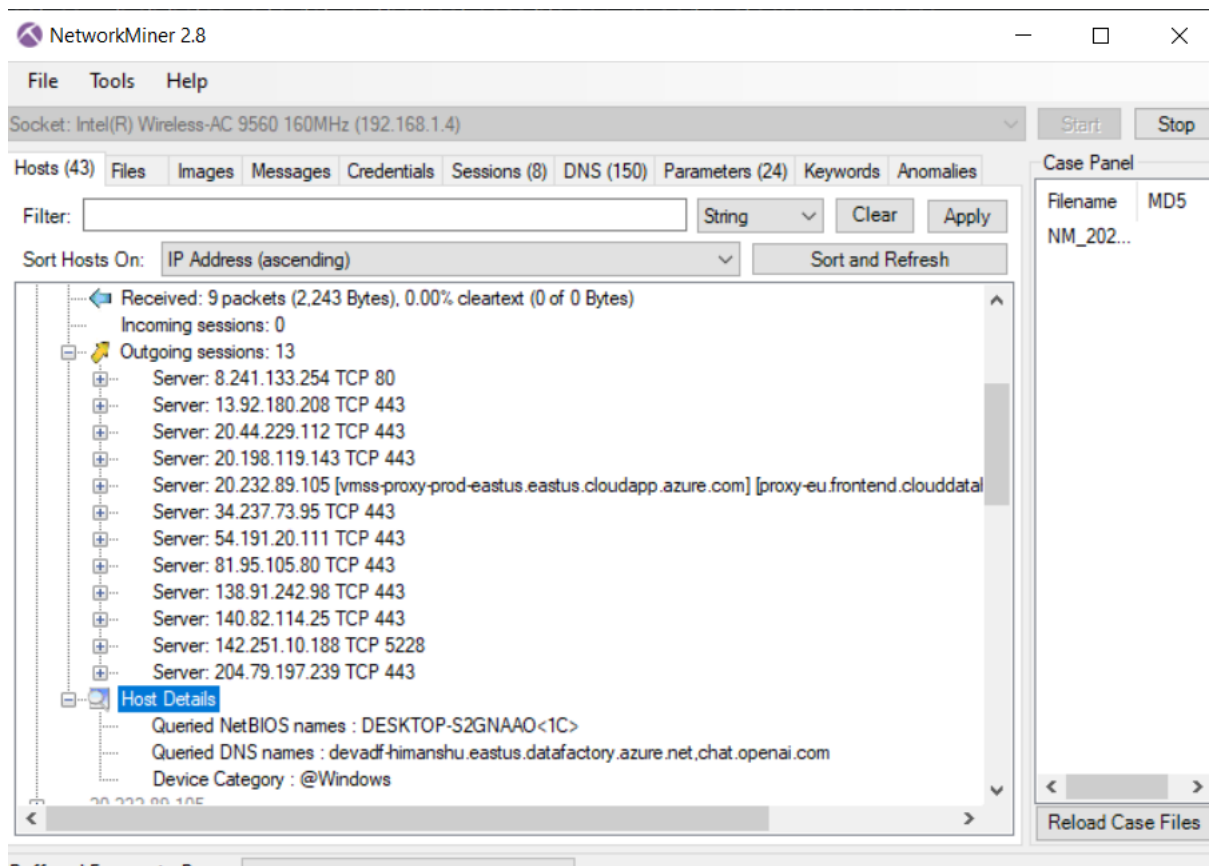 NetworkMiner 2.8
File Tools Help
Socket: Intel(R) Wireless-AC 9560 160MHz (192.168.1.4) Start Stop
Hosts (43) Files Images Messages Credentials Sessions (8) DNS (150) Parameters (24) Keywords Anomalies
Case Panel
Filter: String Clear Apply
Filename MD5
NM_202...
Sort Hosts On: IP Address (ascending) Sort and Refresh
Received: 9 packets (2,243 Bytes), 0.00% cleartext (0 of 0 Bytes)
Incoming sessions: 0
Outgoing sessions: 13
Server: 8.241.133.254 TCP 80
Server: 13.92.180.208 TCP 443
Server: 20.44.229.112 TCP 443
Server: 20.198.119.143 TCP 443
Server: 20.232.89.105 [vmss-proxy-prod-eastus.eastus.cloudapp.azure.com] [proxy-eu.frontend.clouddatal
Server: 34.237.73.95 TCP 443
Server: 54.191.20.111 TCP 443
Server: 81.95.105.80 TCP 443
Server: 138.91.242.98 TCP 443
Server: 140.82.114.25 TCP 443
Server: 142.251.10.188 TCP 5228
Server: 204.79.197.239 TCP 443
Host Details
Queried NetBIOS names : DESKTOP-S2GNAAO<1C>
Queried DNS names : devadf-himanshu.eastus.datafactory.azure.net,chat.openai.com
Device Category : @Windows
20.232.89.105
Reload Case Files